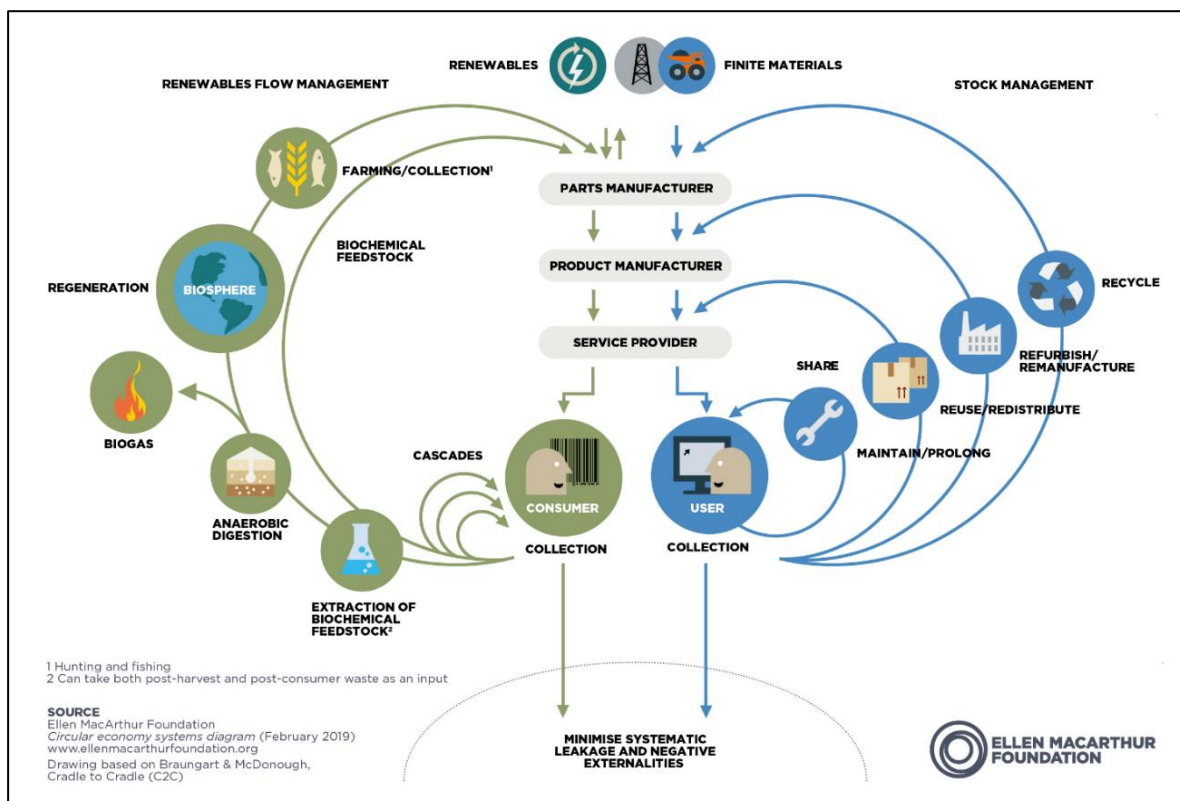 RENEWABLES
FINITE MATERIALS
RENEWABLES FLOW MANAGEMENT
STOCK MANAGEMENT
FARMING/COLLECTION¹
PARTS MANUFACTURER
BIOCHEMICAL
FEEDSTOCK
PRODUCT MANUFACTURER
REGENERATION
BIOSPHERE
RECYCLE
SERVICE PROVIDER
SHARE
REFURBISH/
REMANUFACTURE
REUSE/REDISTRIBUTE
BIOGAS
CASCADES
MAINTAIN/PROLONG
CONSUMER
USER
ANAEROBIC
DIGESTION
COLLECTION
COLLECTION
EXTRACTION OF
BIOCHEMICAL
FEEDSTOCK²
1 Hunting and fishing
2 Can take both post-harvest and post-consumer waste as an input
SOURCE
Ellen MacArthur Foundation
Circular economy systems diagram (February 2019)
www.ellenmacarthurfoundation.org
Drawing based on Braungart & McDonough,
Cradle to Cradle (C2C)
MINIMISE SYSTEMATIC
LEAKAGE AND NEGATIVE
EXTERNALITIES
ELLEN MACARTHUR
FOUNDATION